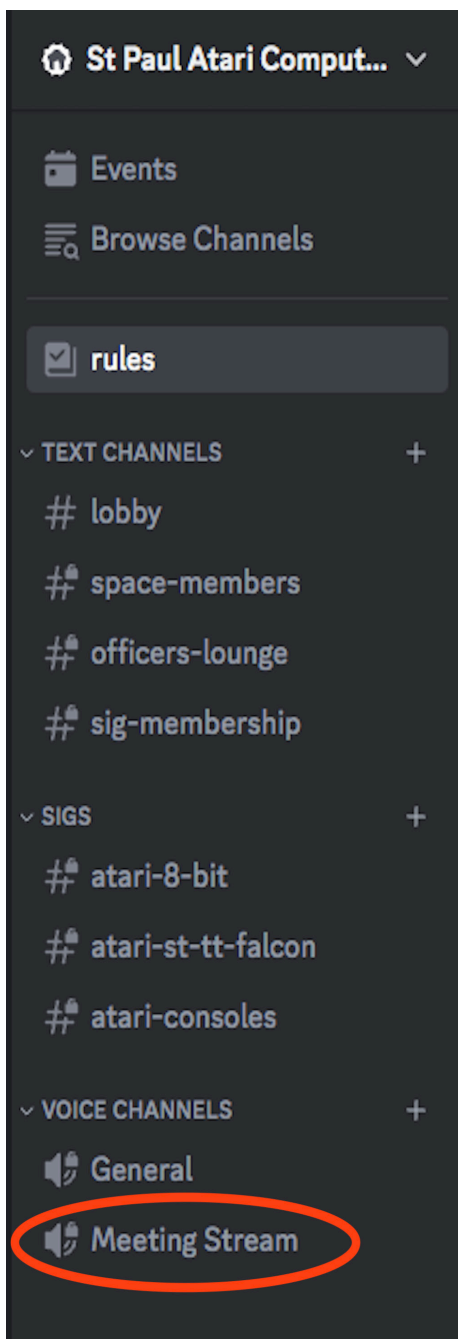 St Paul Atari Comput...
Events
Browse Channels
rules
TEXT CHANNELS
lobby
space-members
officers-lounge
sig-membership
SIGS
atari-8-bit
atari-st-tt-falcon
atari-consoles
VOICE CHANNELS
General
Meeting Stream